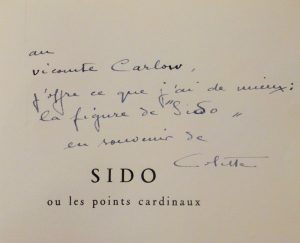 au
vicomte Carlow,
j'offre ce que j'ai de mieux:
la figure de "Sido"
en souvenir de
Colette
SIDO
ou les points cardinaux